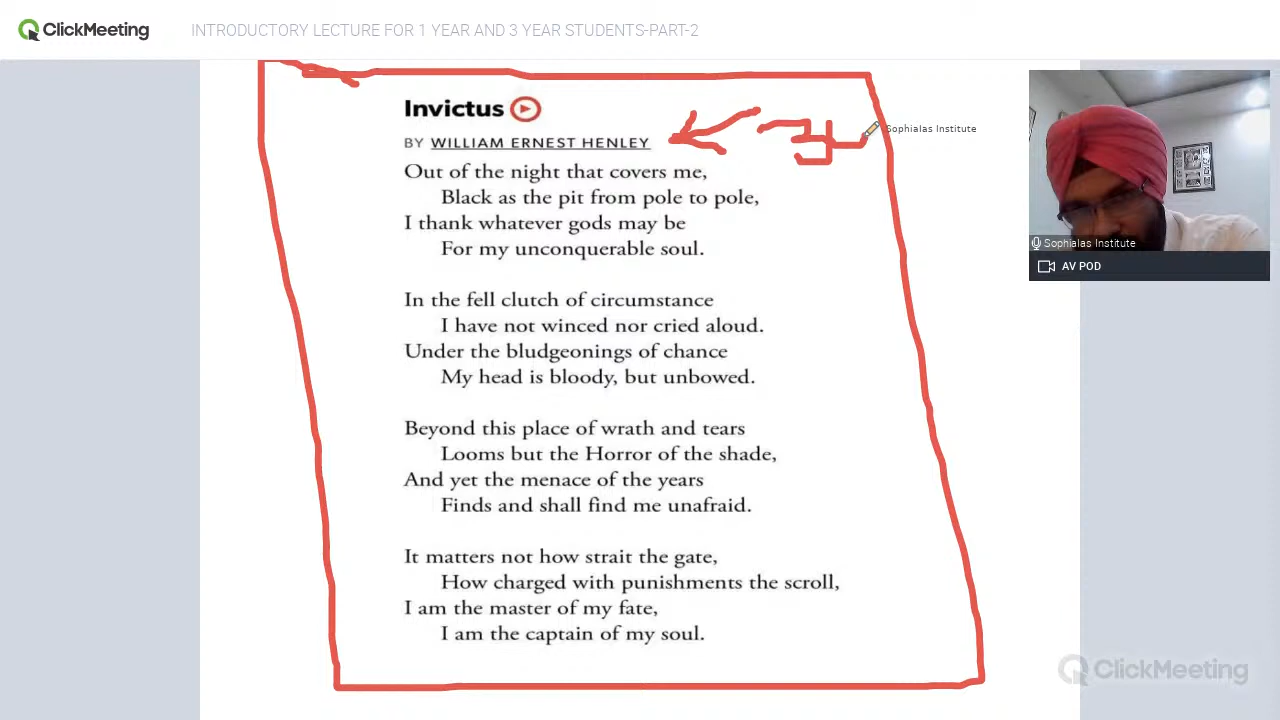 ClickMeeting
INTRODUCTORY LECTURE FOR 1 YEAR AND 3 YEAR STUDENTS-PART-2
Invictus
BY WILLIAM ERNEST HENLEY
Out of the night that covers me,
Black as the pit from pole to pole,
I thank whatever gods may be
For my unconquerable soul.
In the fell clutch of circumstance
I have not winced nor cried aloud.
Under the bludgeonings of chance
My head is bloody, but unbowed.
Beyond this place of wrath and tears
Looms but the Horror of the shade,
And yet the menace of the years
Finds and shall find me unafraid.
It matters not how strait the gate,
How charged with punishments the scroll,
I am the master of my fate,
I am the captain of my soul.
Sophialas Institute
Sophialas Institute
AV POD
ClickMeeting